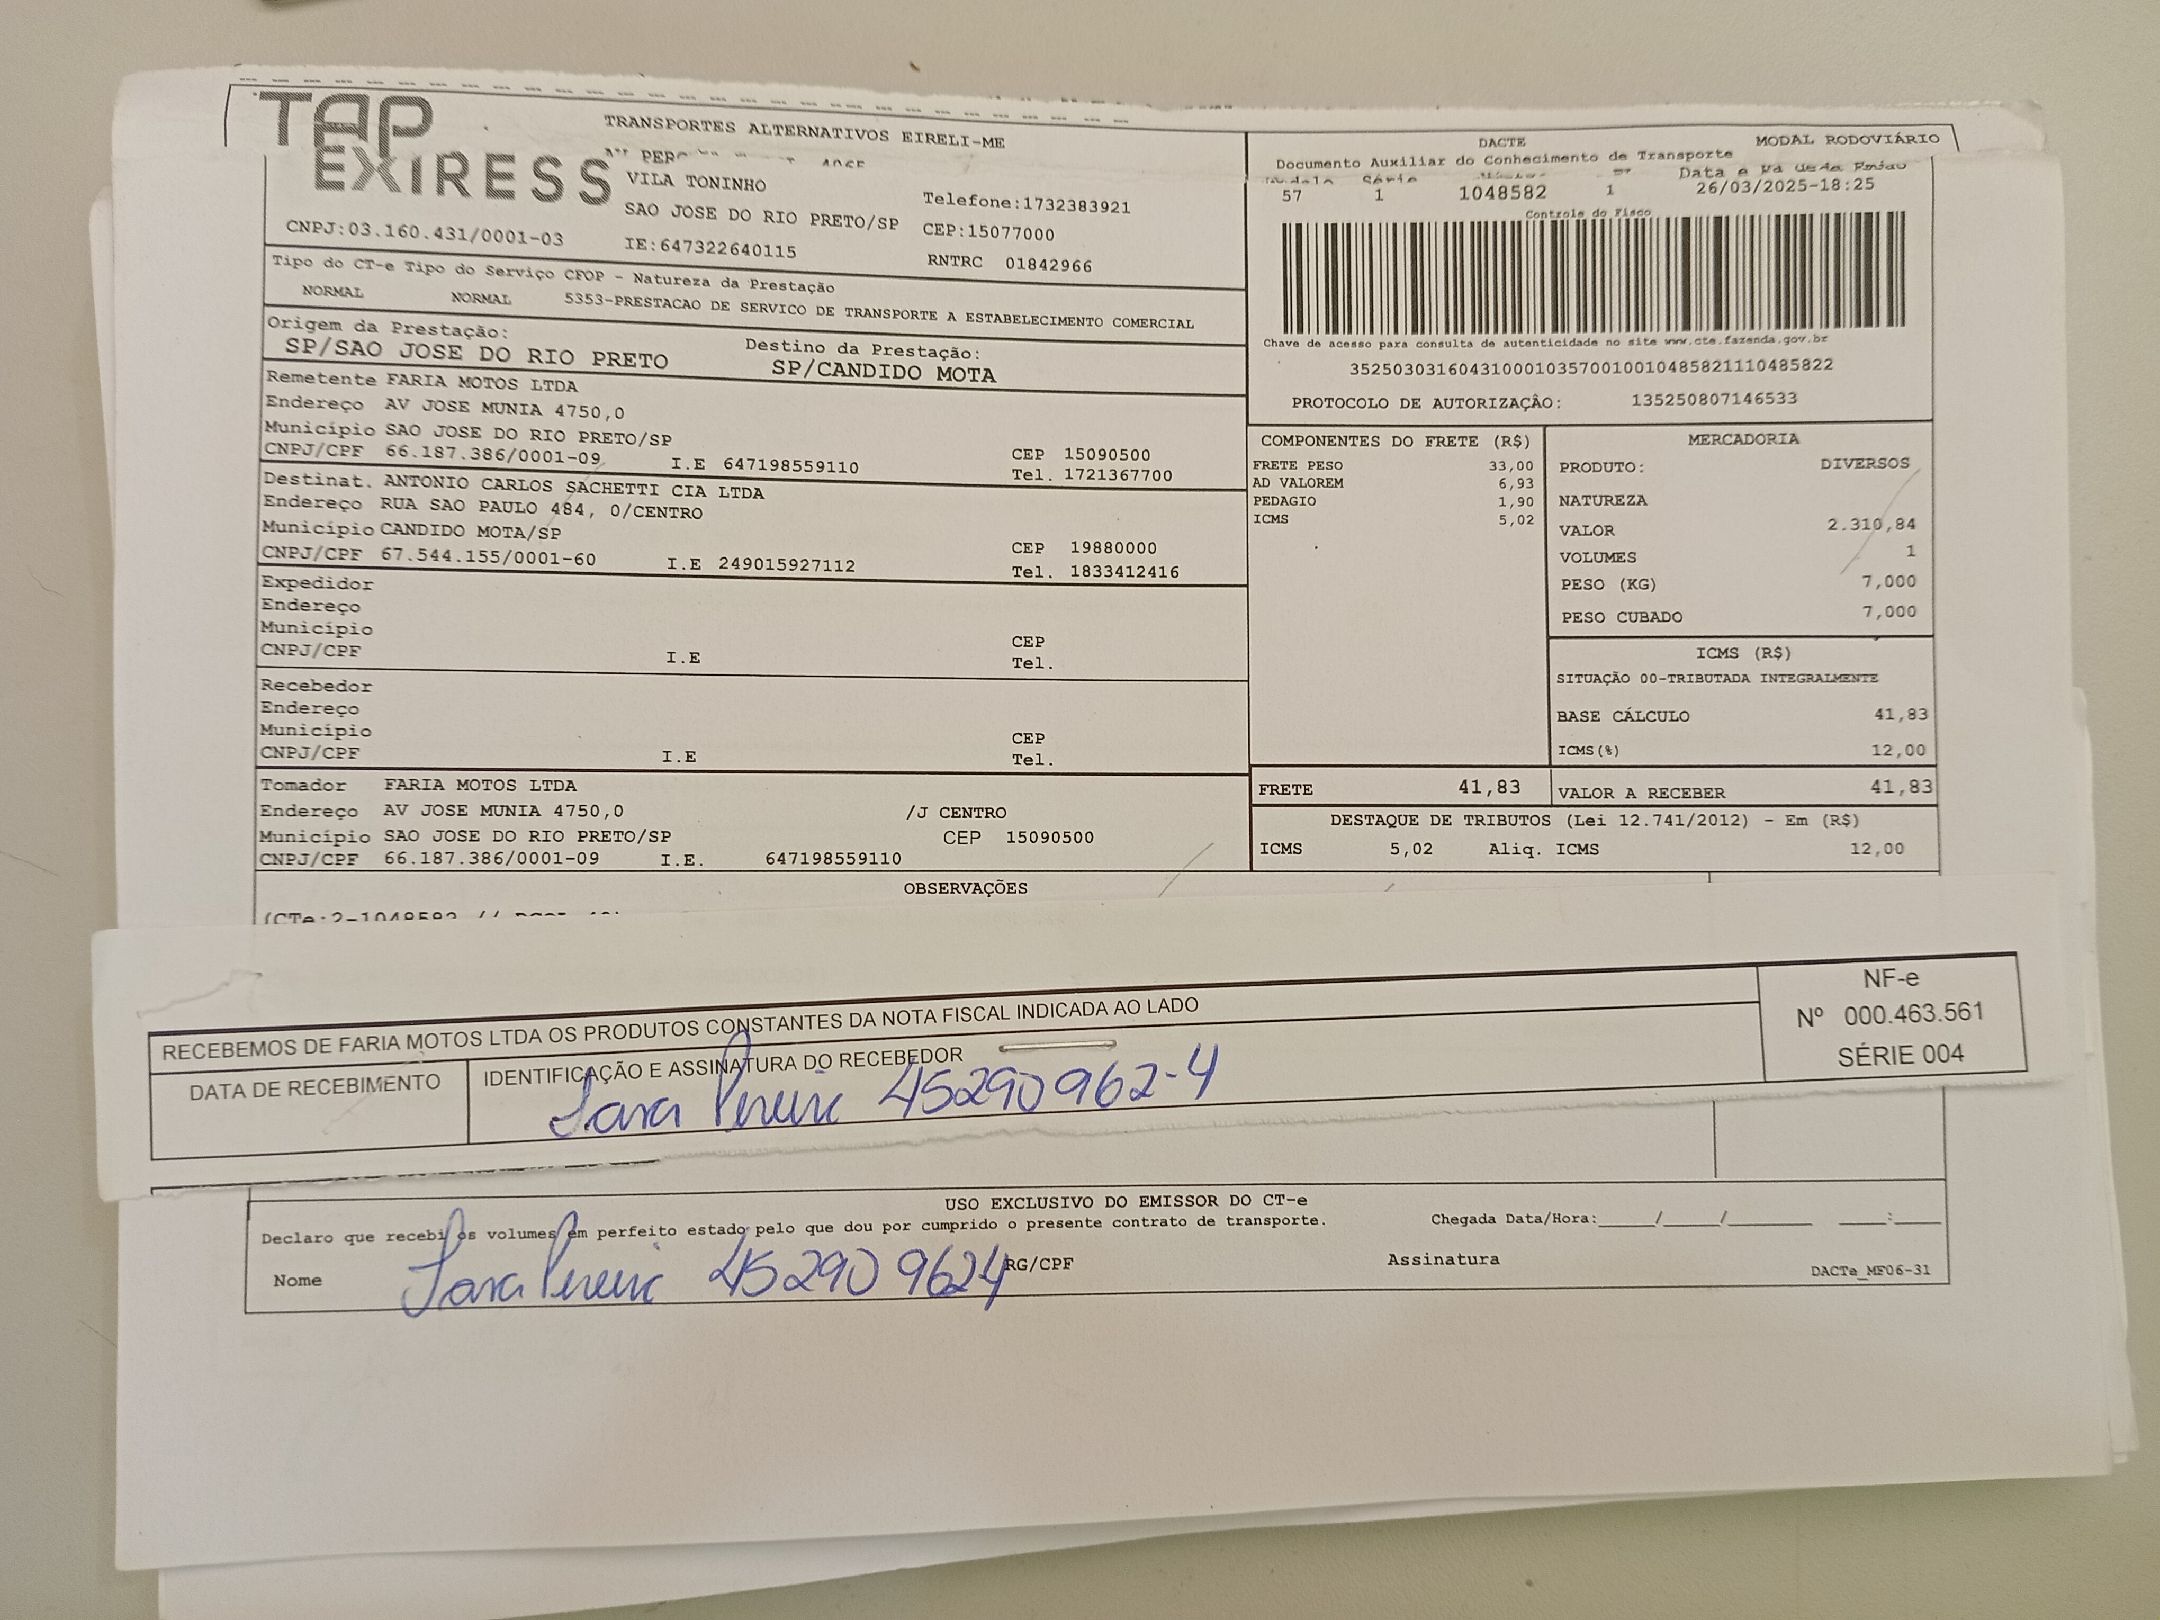 TAP
EXIRESS
TRANSPORTES ALTERNATIVOS EIRELI-ME
VILA TONINHO
SAO JOSE DO RIO PRETO/SP
Telefone:1732383921
CEP:15077000
CNPJ:03.160.431/0001-03
IE:647322640115
RNTRC 01842966
Tipo do CT-e Tipo do Serviço CFOP - Natureza da Prestação
NORMAL NORMAL 5353-PRESTACAO DE SERVICO DE TRANSPORTE A ESTABELECIMENTO COMERCIAL
Origem da Prestação:
SP/SAO JOSE DO RIO PRETO
Destino da Prestação:
SP/CANDIDO MOTA
Remetente FARIA MOTOS LTDA
Endereço AV JOSE MUNIA 4750,0
Município SAO JOSE DO RIO PRETO/SP CEP 15090500
CNPJ/CPF 66.187.386/0001-09 I.E 647198559110 Tel. 1721367700
Destinat. ANTONIO CARLOS SACHETTI CIA LTDA
Endereço RUA SAO PAULO 484, 0/CENTRO
Município CANDIDO MOTA/SP CEP 19880000
CNPJ/CPF 67.544.155/0001-60 I.E 249015927112 Tel. 1833412416
Expedidor
Endereço
Município CEP
CNPJ/CPF I.E Tel.
Recebedor
Endereço
Município CEP
CNPJ/CPF I.E Tel.
Tomador FARIA MOTOS LTDA
Endereço AV JOSE MUNIA 4750,0 /J CENTRO
Município SAO JOSE DO RIO PRETO/SP CEP 15090500
CNPJ/CPF 66.187.386/0001-09 I.E. 647198559110
DACTE MODAL RODOVIÁRIO
Documento Auxiliar do Conhecimento de Transporte
Data e
57 1 1048582 1 26/03/2025-18:25
Controle do Fisco
Chave de acesso para consulta de autenticidade no site www.cte.fazenda.gov.br
35250303160431000103570010010485821110485822
PROTOCOLO DE AUTORIZAÇÃO: 135250807146533
COMPONENTES DO FRETE (R$)
FRETE PESO 33,00
AD VALOREM 6,93
PEDAGIO 1,90
ICMS 5,02
MERCADORIA
PRODUTO: DIVERSOS
NATUREZA
VALOR 2.310,84
VOLUMES 1
PESO (KG) 7,000
PESO CUBADO 7,000
ICMS (R$)
SITUAÇÃO 00-TRIBUTADA INTEGRALMENTE
BASE CÁLCULO 41,83
ICMS(%) 12,00
FRETE 41,83 VALOR A RECEBER 41,83
DESTAQUE DE TRIBUTOS (Lei 12.741/2012) - Em (R$)
ICMS 5,02 Aliq. ICMS 12,00
OBSERVAÇÕES
(CTe:2-1048582 //
RECEBEMOS DE FARIA MOTOS LTDA OS PRODUTOS CONSTANTES DA NOTA FISCAL INDICADA AO LADO
DATA DE RECEBIMENTO
IDENTIFICAÇÃO E ASSINATURA DO RECEBEDOR
45290962-4
NF-e
Nº 000.463.561
SÉRIE 004
USO EXCLUSIVO DO EMISSOR DO CT-e
Declaro que recebi os volumes em perfeito estado pelo que dou por cumprido o presente contrato de transporte.
Chegada Data/Hora:____/____/________ ____:____
Nome 452909624 RG/CPF Assinatura
DACTe_MF06-31